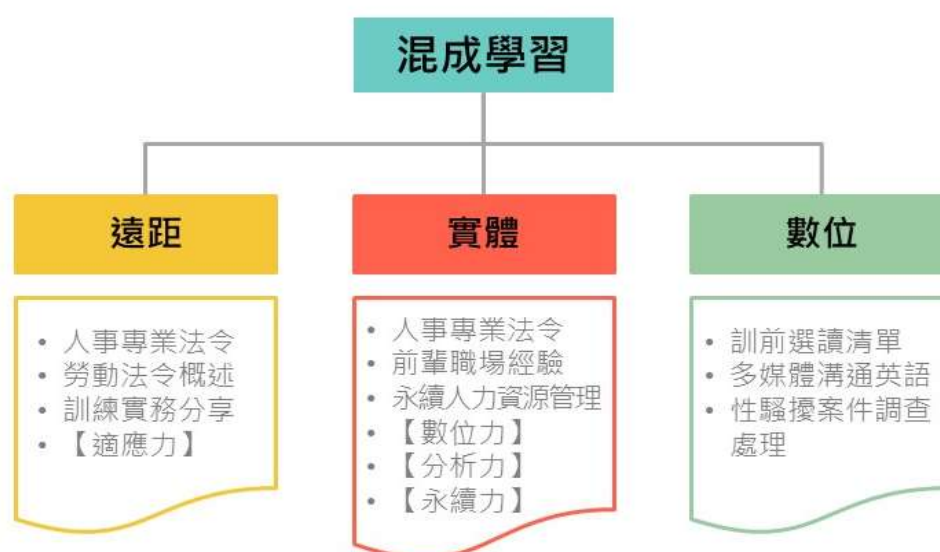 混成學習
遠距
• 人事專業法令
• 勞動法令概述
• 訓練實務分享
• 【適應力】
實體
• 人事專業法令
• 前輩職場經驗
• 永續人力資源管理
• 【數位力】
• 【分析力】
• 【永續力】
數位
• 訓前選讀清單
• 多媒體溝通英語
• 性騷擾案件調查
處理